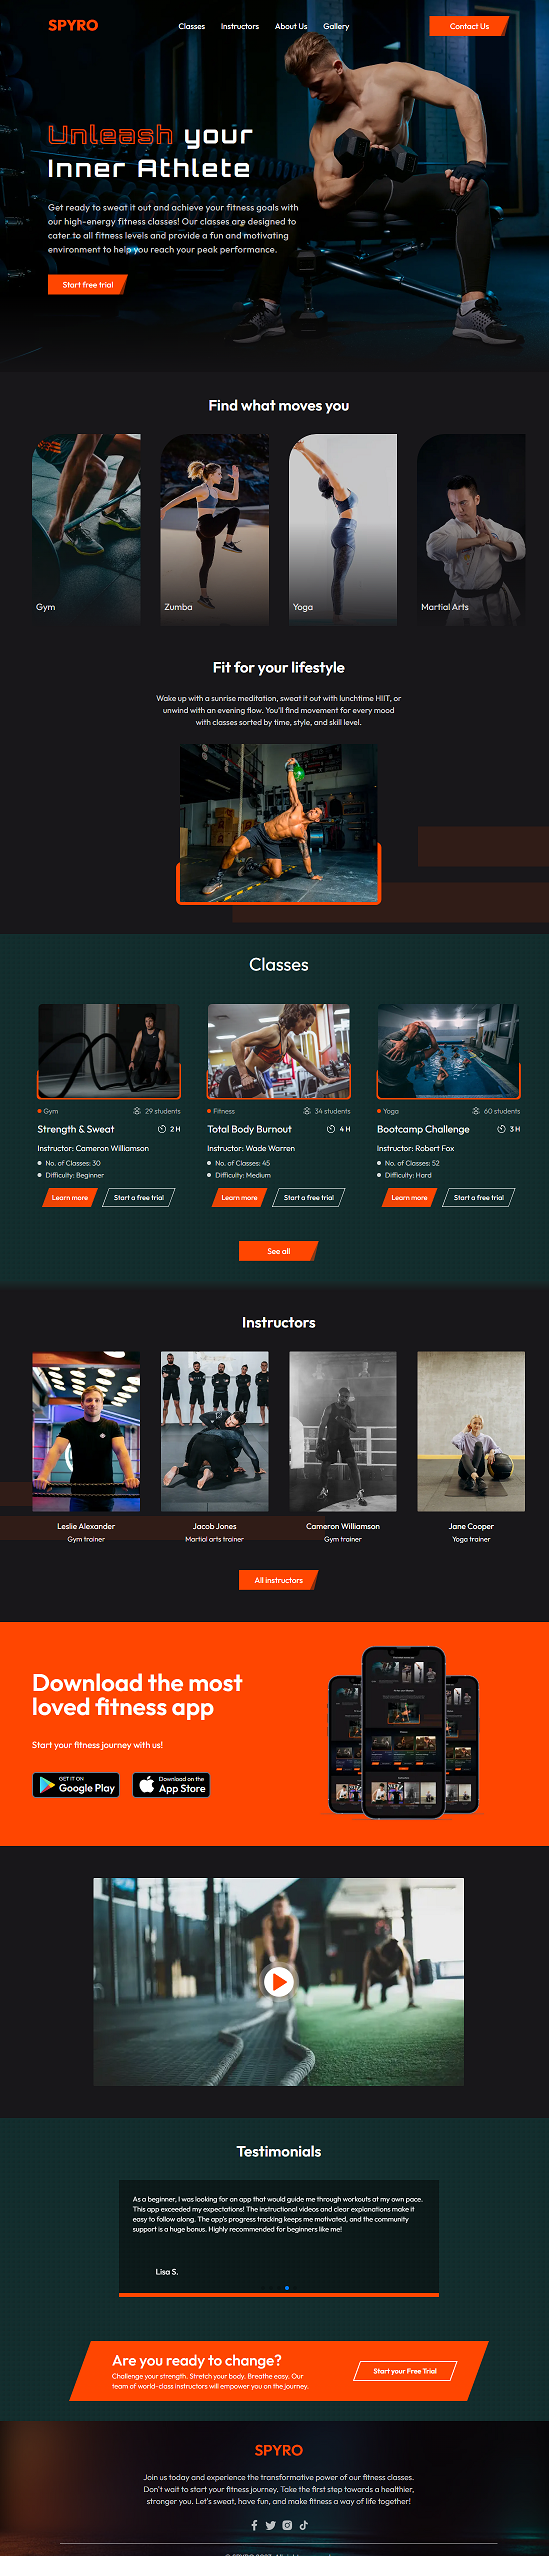 SPYRO
Classes
Instructors
About Us
Gallery
Contact Us
Unleash your
Inner Athlete
Get ready to sweat it out and achieve your fitness goals with
our high-energy fitness classes! Our classes are designed to
cater to all fitness levels and provide a fun and motivating
environment to help you reach your peak performance.
Start free trial
Find what moves you
Gym
Zumba
Yoga
Martial Arts
Fit for your lifestyle
Wake up with a sunrise meditation, sweat it out with lunchtime HIIT, or
unwind with an evening flow. You'll find movement for every mood
with classes sorted by time, style, and skill level.
Classes
Gym
29 students
Strength & Sweat
2 H
Instructor: Cameron Williamson
No. of Classes: 30
Difficulty: Beginner
Learn more
Start a free trial
Fitness
34 students
Total Body Burnout
4 H
Instructor: Wade Warren
No. of Classes: 45
Difficulty: Medium
Learn more
Start a free trial
Yoga
60 students
Bootcamp Challenge
3 H
Instructor: Robert Fox
No. of Classes: 52
Difficulty: Hard
Learn more
Start a free trial
See all
Instructors
Leslie Alexander
Gym trainer
Jacob Jones
Martial arts trainer
Cameron Williamson
Gym trainer
Jane Cooper
Yoga trainer
All instructors
Download the most
loved fitness app
Start your fitness journey with us!
GET IT ON
Google Play
Download on the
App Store
Testimonials
As a beginner, I was looking for an app that would guide me through workouts at my own pace.
This app exceeded my expectations! The instructional videos and clear explanations make it
easy to follow along. The app's progress tracking keeps me motivated, and the community
support is a huge bonus. Highly recommended for beginners like me!
Lisa S.
Are you ready to change?
Challenge your strength. Stretch your body. Breathe easy. Our
team of world-class instructors will empower you on the journey.
Start your Free Trial
SPYRO
Join us today and experience the transformative power of our fitness classes.
Don't wait to start your fitness journey. Take the first step towards a healthier,
stronger you. Let's sweat, have fun, and make fitness a way of life together!